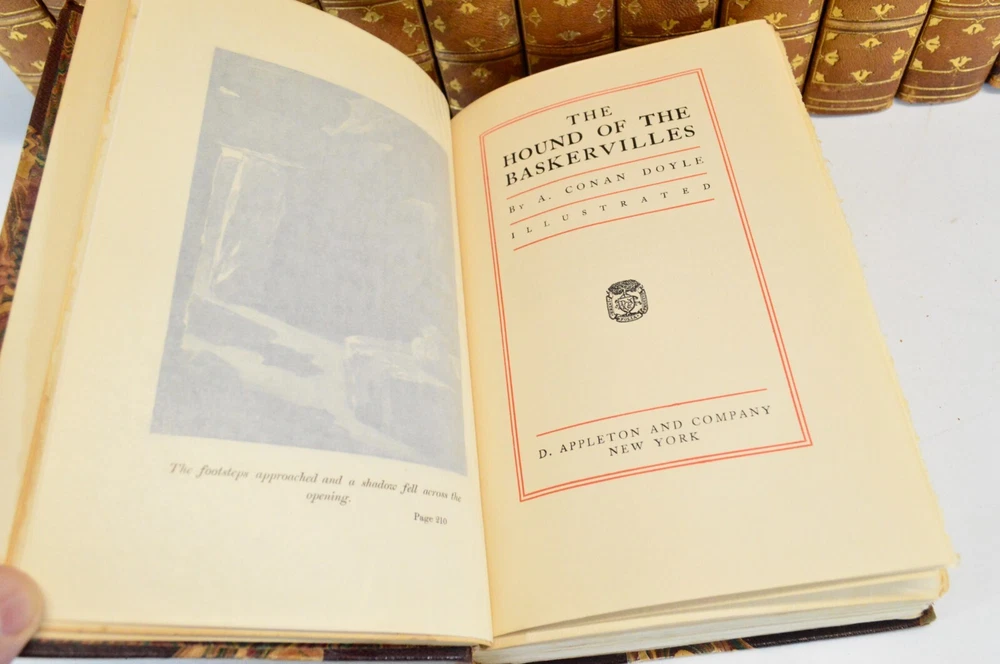 The footsteps approached and a shadow fell across the
opening.
Page 210
THE
HOUND OF THE
BASKERVILLES
By A. CONAN DOYLE
ILLUSTRATED
D. APPLETON AND COMPANY
NEW YORK